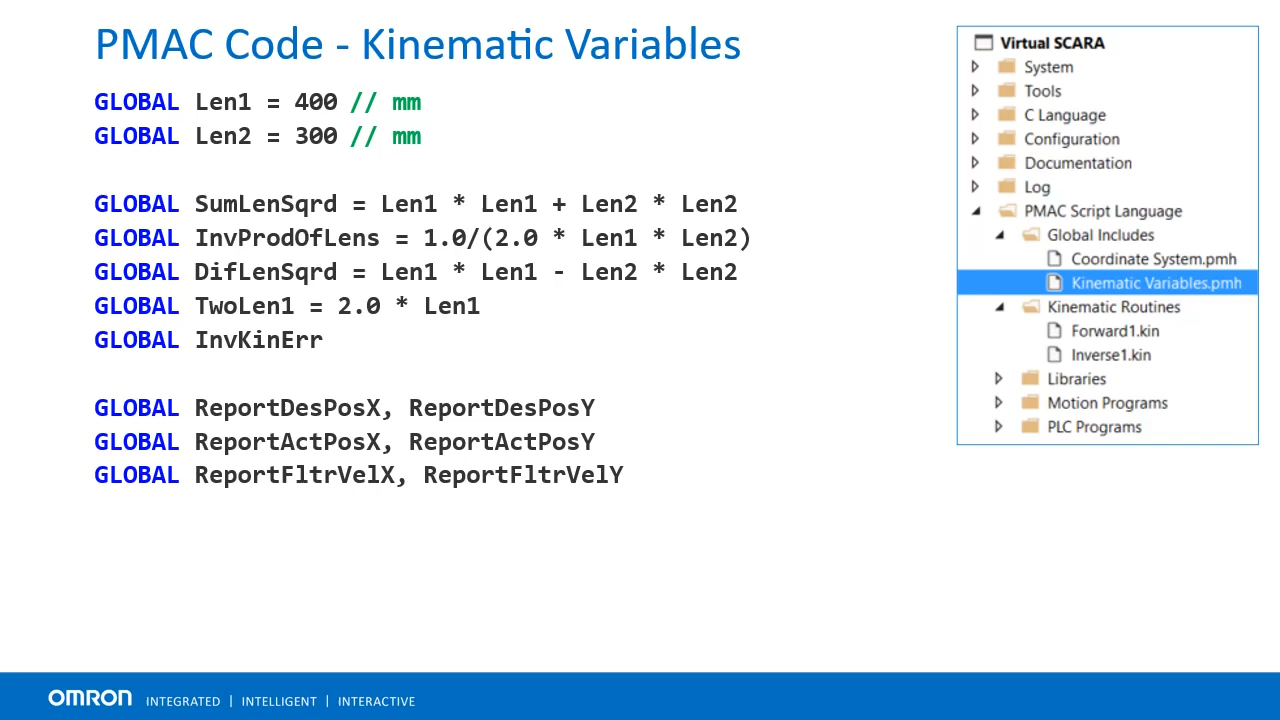 PMAC Code - Kinematic Variables
GLOBAL Len1 = 400 // mm
GLOBAL Len2 = 300 // mm
GLOBAL SumLenSqrd = Len1 * Len1 + Len2 * Len2
GLOBAL InvProdOfLens = 1.0/(2.0 * Len1 * Len2)
GLOBAL DifLenSqrd = Len1 * Len1 - Len2 * Len2
GLOBAL TwoLen1 = 2.0 * Len1
GLOBAL InvKinErr
GLOBAL ReportDesPosX, ReportDesPosY
GLOBAL ReportActPosX, ReportActPosY
GLOBAL ReportFltrVelX, ReportFltrVelY
Virtual SCARA
System
Tools
C Language
Configuration
Documentation
Log
PMAC Script Language
Global Includes
Coordinate System.pmh
Kinematic Variables.pmh
Kinematic Routines
Forward1.kin
Inverse1.kin
Libraries
Motion Programs
PLC Programs
OMRON INTEGRATED | INTELLIGENT | INTERACTIVE